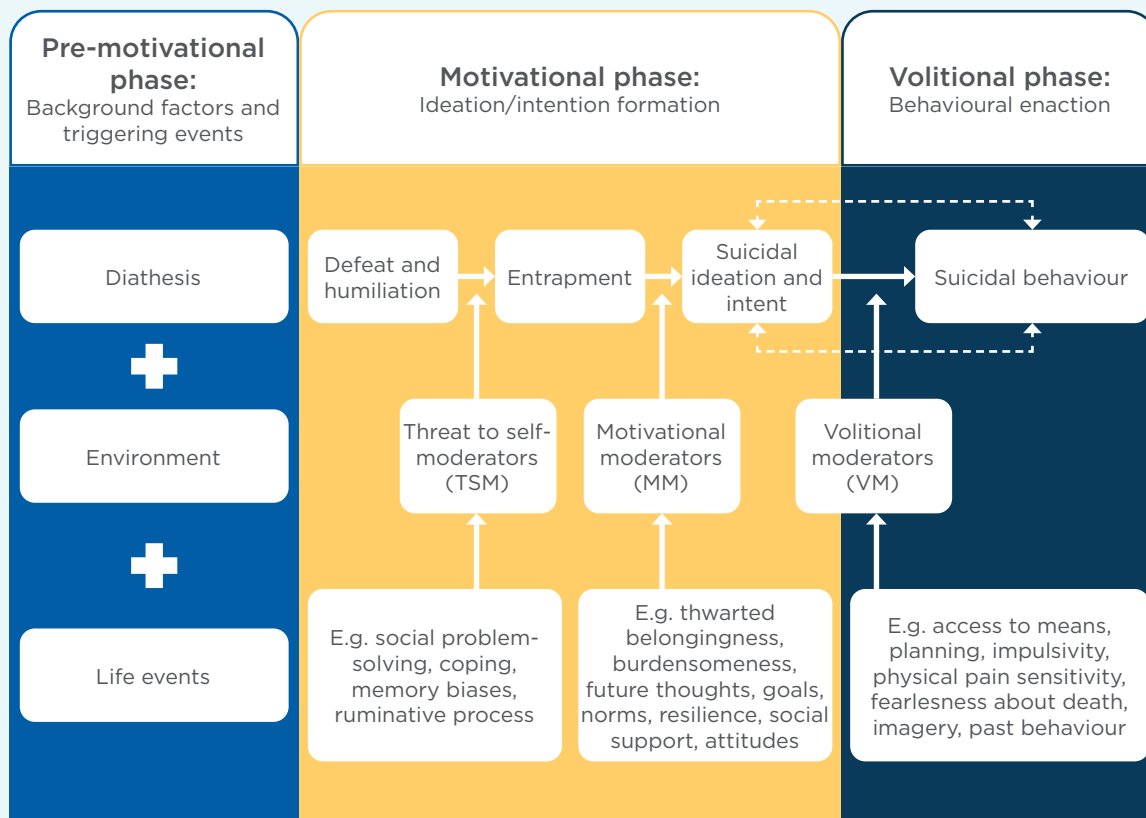 Pre-motivational
phase:
Background factors and
triggering events
Motivational phase:
Ideation/intention formation
Volitional phase:
Behavioural enaction
Diathesis
Environment
Life events
Defeat and
humiliation
Entrapment
Suicidal
ideation and
intent
Suicidal behaviour
Threat to self-
moderators
(TSM)
Motivational
moderators
(MM)
Volitional
moderators
(VM)
E.g. social problem-
solving, coping,
memory biases,
ruminative process
E.g. thwarted
belongingness,
burdensomeness,
future thoughts, goals,
norms, resilience, social
support, attitudes
E.g. access to means,
planning, impulsivity,
physical pain sensitivity,
fearlessness about death,
imagery, past behaviour